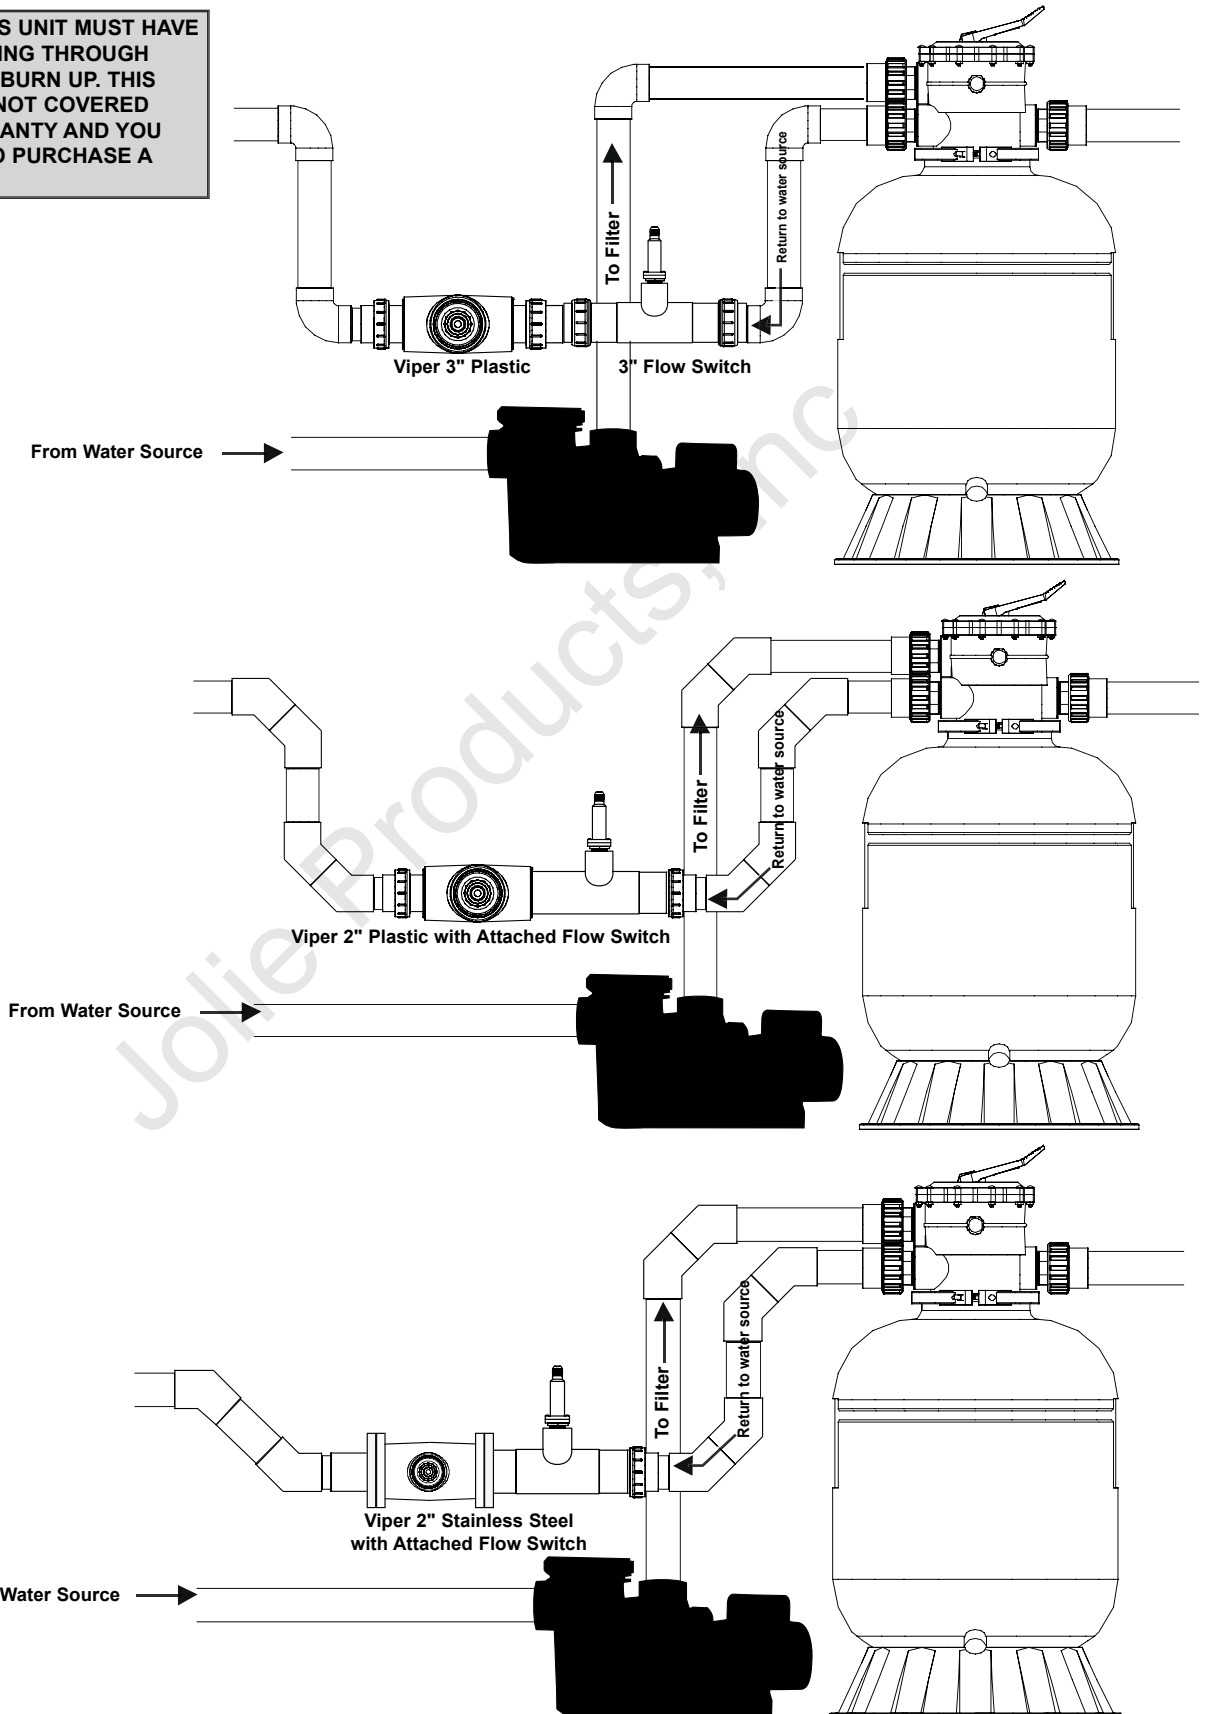 S UNIT MUST HAVE
ING THROUGH
BURN UP. THIS
NOT COVERED
ANTY AND YOU
O PURCHASE A
To Filter
Return to water source
Viper 3" Plastic
3" Flow Switch
From Water Source
To Filter
Return to water source
Viper 2" Plastic with Attached Flow Switch
From Water Source
To Filter
Return to water source
Viper 2" Stainless Steel
with Attached Flow Switch
Water Source
Jolie Products, Inc